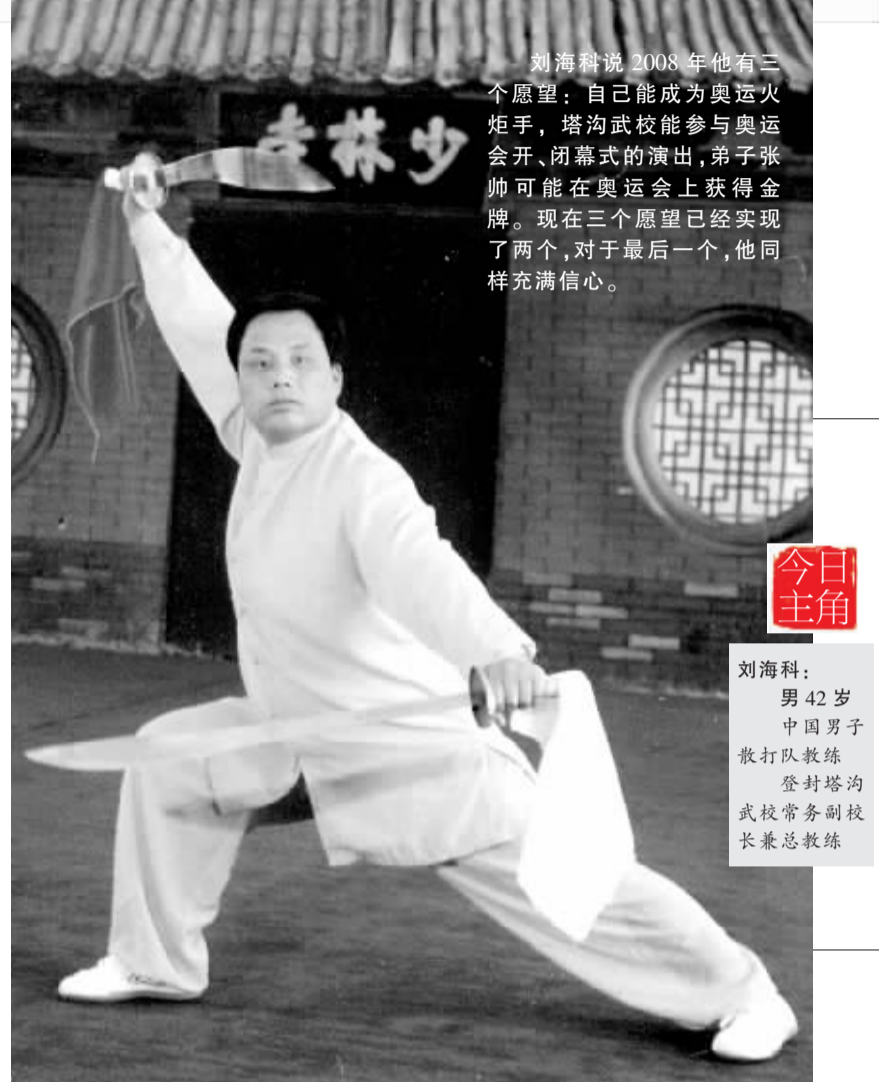 刘海科说 2008 年他有三
个愿望：自己能成为奥运火
炬手，塔沟武校能参与奥运
会开、闭幕式的演出，弟子张
帅可能在奥运会上获得金
牌。现在三个愿望已经实现
了两个，对于最后一个，他同
样充满信心。
寺林少
今日
主角
刘海科：
男 42 岁
中国男子
散打队教练
登封塔沟
武校常务副校
长兼总教练